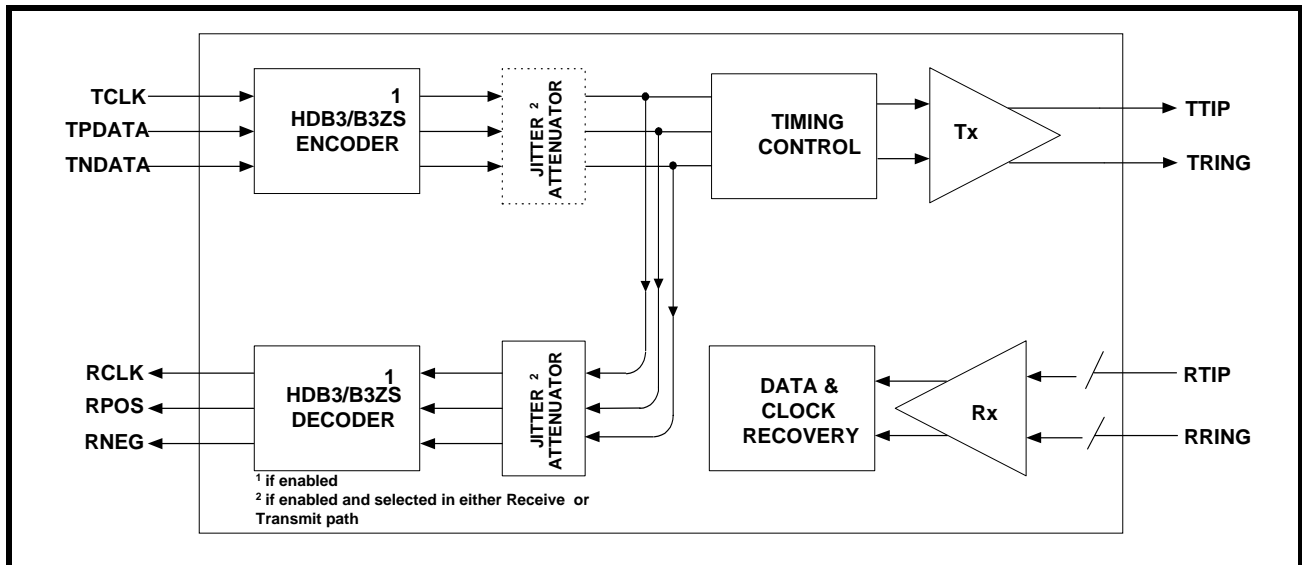 TCLK
TPDATA
TNDATA
1
HDB3/B3ZS
ENCODER
JITTER 2
ATTENUATOR
TIMING
CONTROL
Tx
TTIP
TRING
RCLK
RPOS
RNEG
1
HDB3/B3ZS
DECODER
JITTER 2
ATTENUATOR
DATA &
CLOCK
RECOVERY
Rx
RTIP
RRING
1 if enabled
2 if enabled and selected in either Receive or
Transmit path